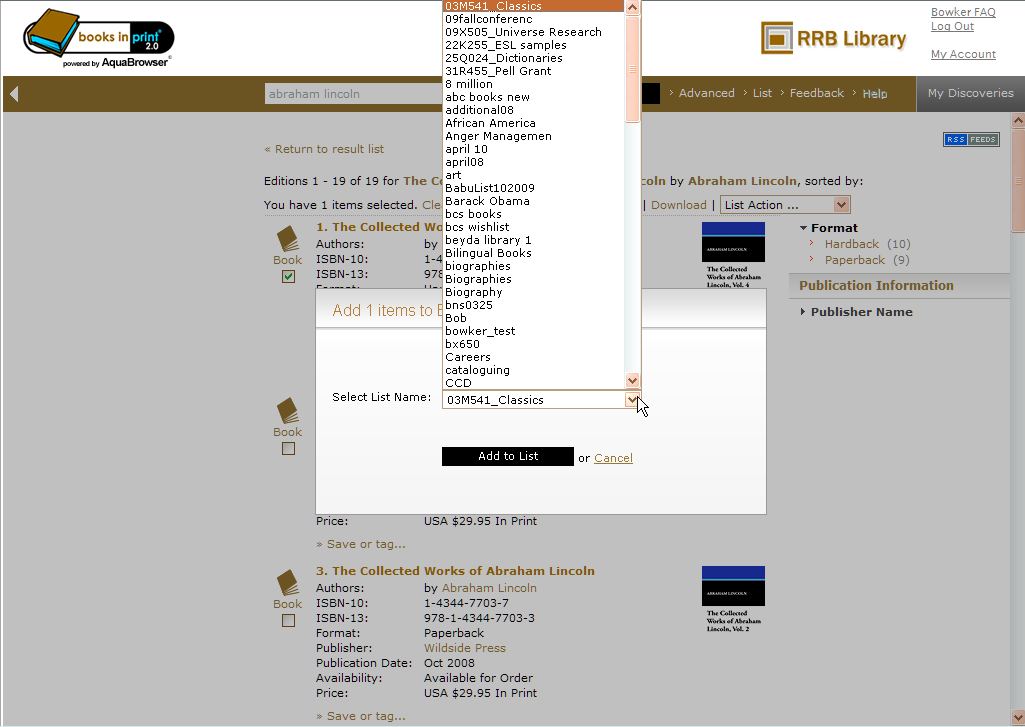 books in print®
2.0
powered by AquaBrowser®
RRB Library
Bowker FAQ
Log Out
My Account
abraham lincoln
Advanced
List
Feedback
Help
My Discoveries
« Return to result list
RSS FEEDS
Editions 1 - 19 of 19 for The Co
oln by Abraham Lincoln, sorted by:
You have 1 items selected. Cle
| Download |
List Action ...
03M541_Classics
09fallconferenc
09X505_Universe Research
22K255_ESL samples
25Q024_Dictionaries
31R455_Pell Grant
8 million
abc books new
additional08
African America
Anger Managemen
april 10
april08
art
BabuList102009
Barack Obama
bcs books
bcs wishlist
beyda library 1
Bilingual Books
biographies
Biographies
Biography
bns0325
Bob
bowker_test
bx650
Careers
cataloguing
CCD
1. The Collected Wo
Book
Authors: by
ISBN-10: 1-4
ISBN-13: 978
ABRAHAM LINCOLN
The Collected
Works of Abraham
Lincoln, Vol. 4
Format
Hardback (10)
Paperback (9)
Publication Information
Publisher Name
Add 1 items to
Select List Name:
03M541_Classics
Add to List
or Cancel
Book
Price: USA $29.95 In Print
» Save or tag...
3. The Collected Works of Abraham Lincoln
Book
Authors: by Abraham Lincoln
ISBN-10: 1-4344-7703-7
ISBN-13: 978-1-4344-7703-3
Format: Paperback
Publisher: Wildside Press
Publication Date: Oct 2008
Availability: Available for Order
Price: USA $29.95 In Print
» Save or tag...
ABRAHAM LINCOLN
The Collected
Works of Abraham
Lincoln, Vol. 2